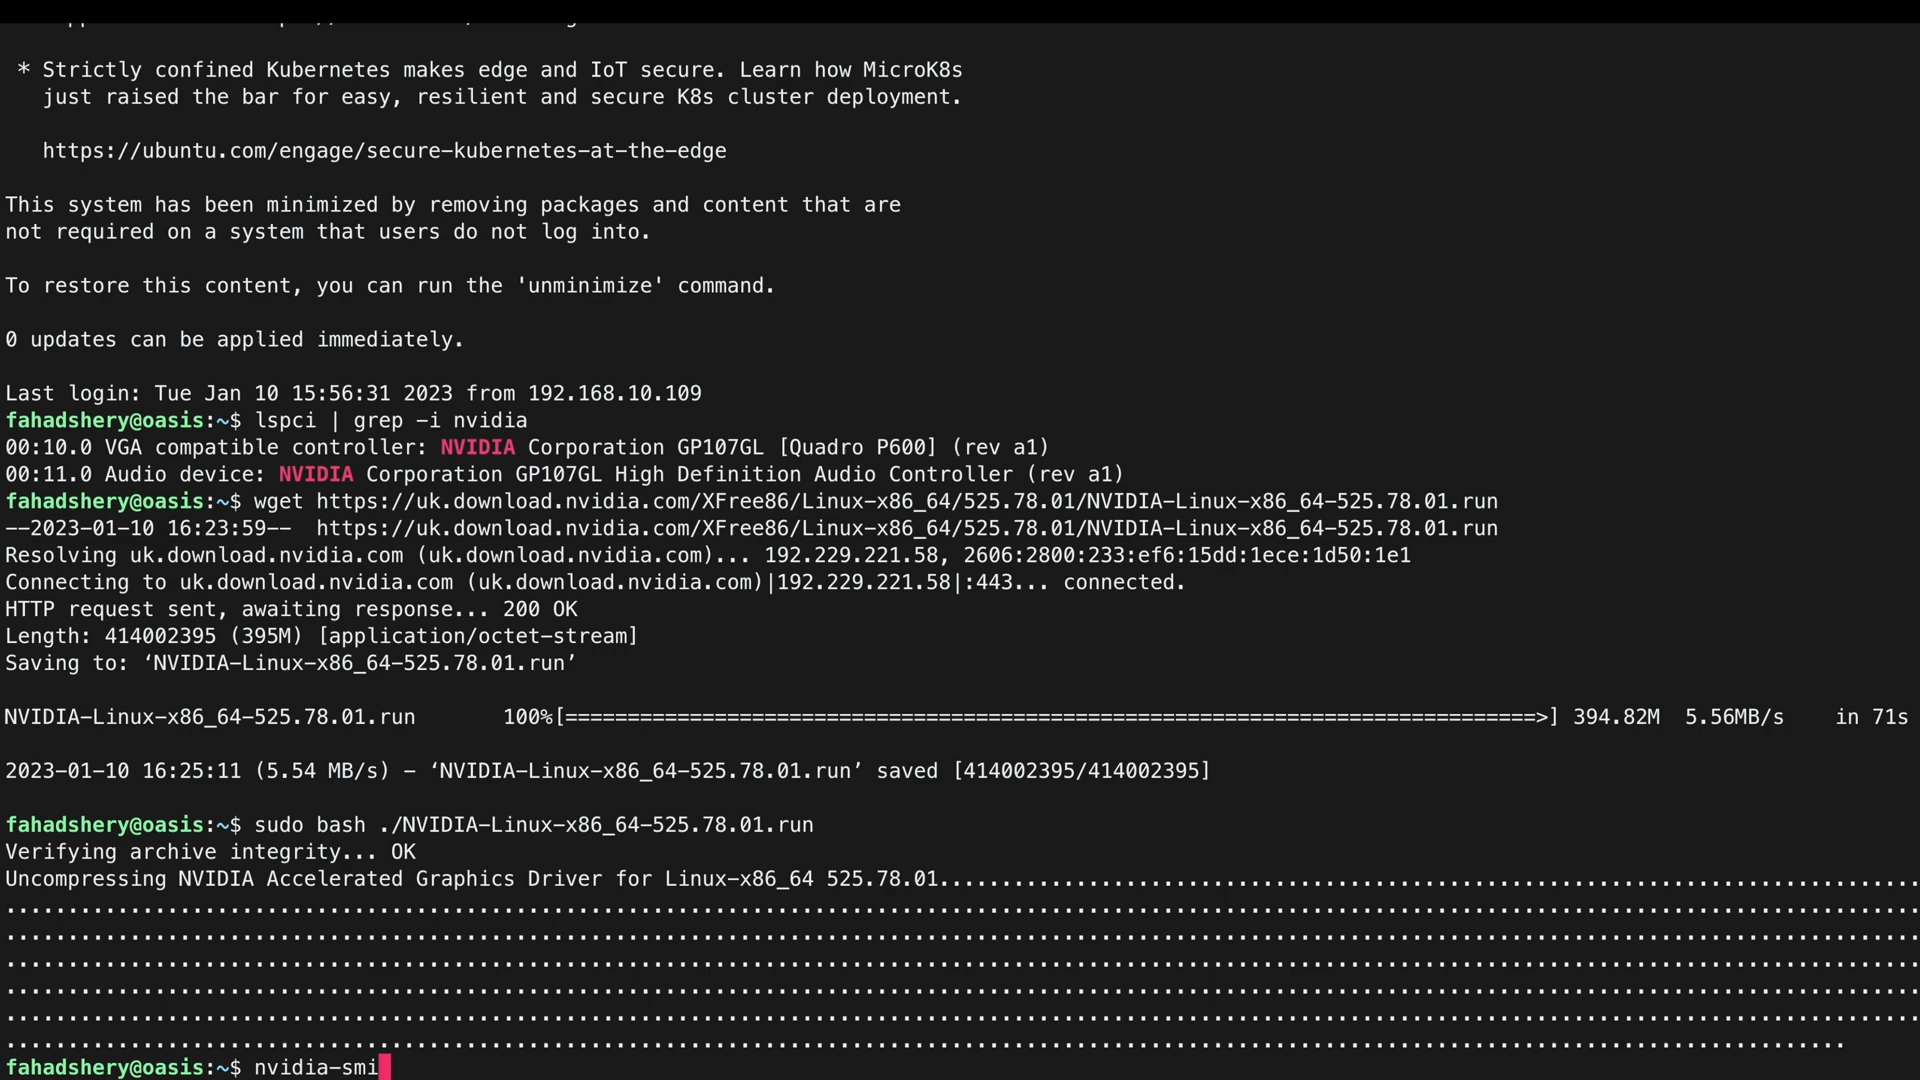 * Strictly confined Kubernetes makes edge and IoT secure. Learn how MicroK8s
just raised the bar for easy, resilient and secure K8s cluster deployment.
https://ubuntu.com/engage/secure-kubernetes-at-the-edge
This system has been minimized by removing packages and content that are
not required on a system that users do not log into.
To restore this content, you can run the 'unminimize' command.
0 updates can be applied immediately.
Last login: Tue Jan 10 15:56:31 2023 from 192.168.10.109
fahadshery@oasis:~$ lspci | grep -i nvidia
00:10.0 VGA compatible controller: NVIDIA Corporation GP107GL [Quadro P600] (rev a1)
00:11.0 Audio device: NVIDIA Corporation GP107GL High Definition Audio Controller (rev a1)
fahadshery@oasis:~$ wget https://uk.download.nvidia.com/XFree86/Linux-x86_64/525.78.01/NVIDIA-Linux-x86_64-525.78.01.run
--2023-01-10 16:23:59--  https://uk.download.nvidia.com/XFree86/Linux-x86_64/525.78.01/NVIDIA-Linux-x86_64-525.78.01.run
Resolving uk.download.nvidia.com (uk.download.nvidia.com)... 192.229.221.58, 2606:2800:233:ef6:15dd:1ece:1d50:1e1
Connecting to uk.download.nvidia.com (uk.download.nvidia.com)|192.229.221.58|:443... connected.
HTTP request sent, awaiting response... 200 OK
Length: 414002395 (395M) [application/octet-stream]
Saving to: ‘NVIDIA-Linux-x86_64-525.78.01.run’
NVIDIA-Linux-x86_64-525.78.01.run       100%[==============================================================================>] 394.82M  5.56MB/s    in 71s
2023-01-10 16:25:11 (5.54 MB/s) - ‘NVIDIA-Linux-x86_64-525.78.01.run’ saved [414002395/414002395]
fahadshery@oasis:~$ sudo bash ./NVIDIA-Linux-x86_64-525.78.01.run
Verifying archive integrity... OK
Uncompressing NVIDIA Accelerated Graphics Driver for Linux-x86_64 525.78.01...............................................................................
..........................................................................................................................................................
..........................................................................................................................................................
..........................................................................................................................................................
..........................................................................................................................................................
..........................................................................................................................................................
....................................................................................................................................................
fahadshery@oasis:~$ nvidia-smi